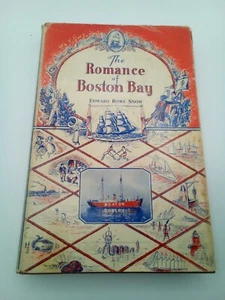 The
Romance
of
Boston Bay
EDWARD ROWE SNOW
BOSTON